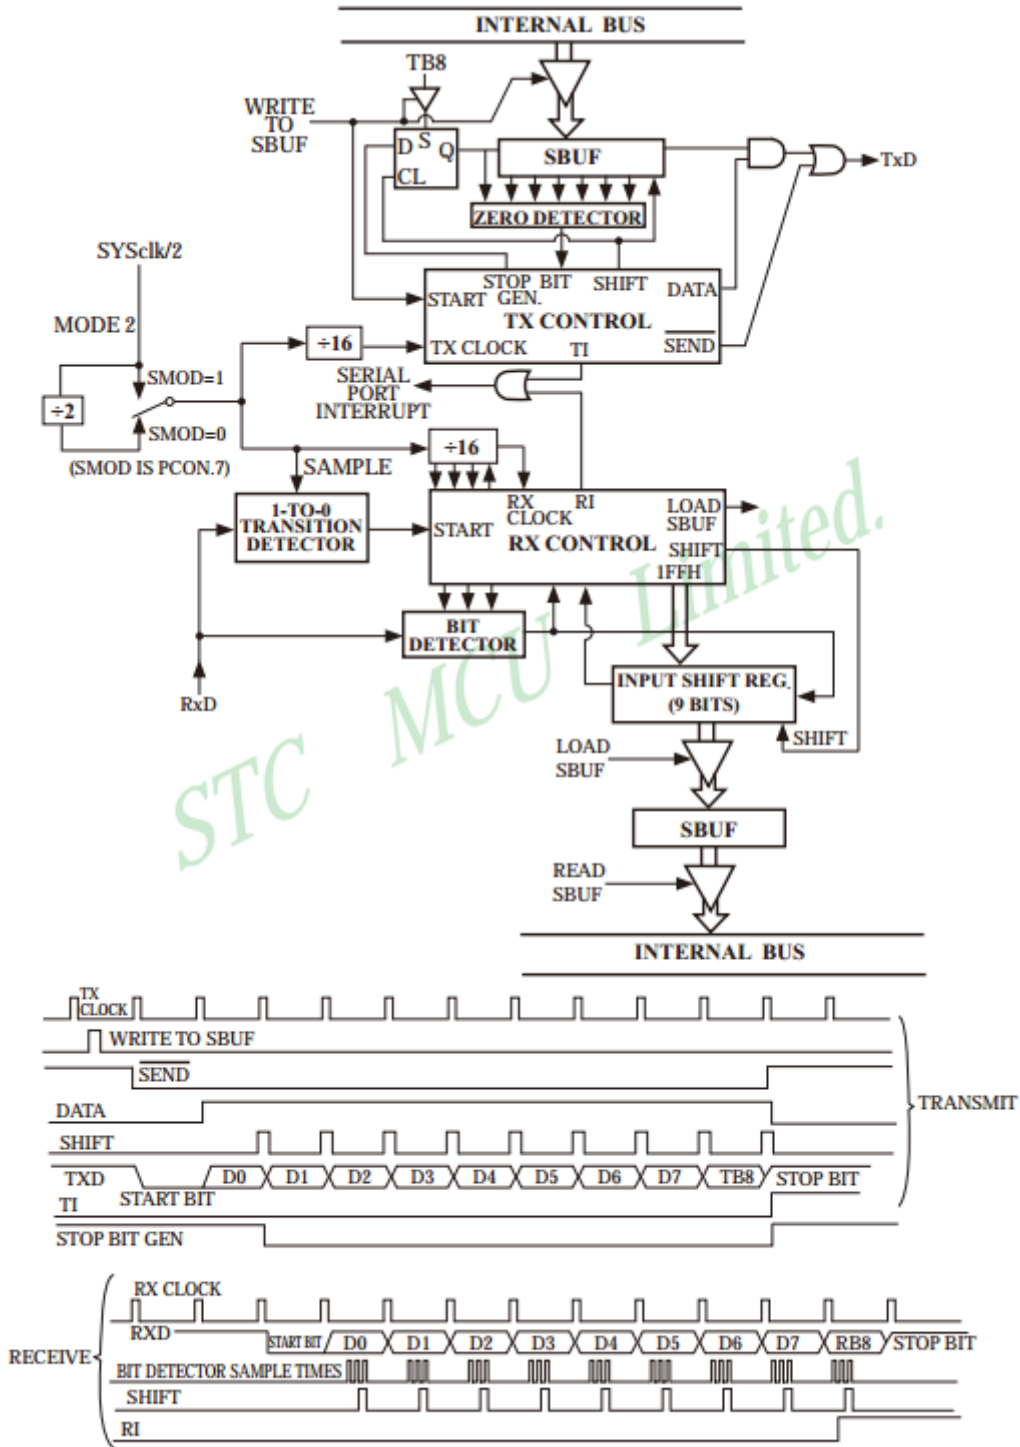 INTERNAL BUS
TB8
WRITE
TO
SBUF
D S Q
CL
SBUF
TxD
ZERO DETECTOR
SYSclk/2
STOP BIT
GEN.
SHIFT
DATA
START
TX CONTROL
MODE 2
÷16
TX CLOCK
TI
SEND
SERIAL
PORT
INTERRUPT
SMOD=1
÷2
SMOD=0
(SMOD IS PCON.7)
SAMPLE
÷16
1-TO-0
TRANSITION
DETECTOR
RX
CLOCK
RI
LOAD
SBUF
START
RX CONTROL
SHIFT
1FFH
BIT
DETECTOR
RxD
INPUT SHIFT REG.
(9 BITS)
SHIFT
LOAD
SBUF
SBUF
READ
SBUF
INTERNAL BUS
STC MCU Limited.
TX
CLOCK
WRITE TO SBUF
SEND
DATA
TRANSMIT
SHIFT
TXD
START BIT
D0 D1 D2 D3 D4 D5 D6 D7 TB8 STOP BIT
TI
STOP BIT GEN
RX CLOCK
RXD
START BIT D0 D1 D2 D3 D4 D5 D6 D7 RB8 STOP BIT
RECEIVE
BIT DETECTOR SAMPLE TIMES
SHIFT
RI